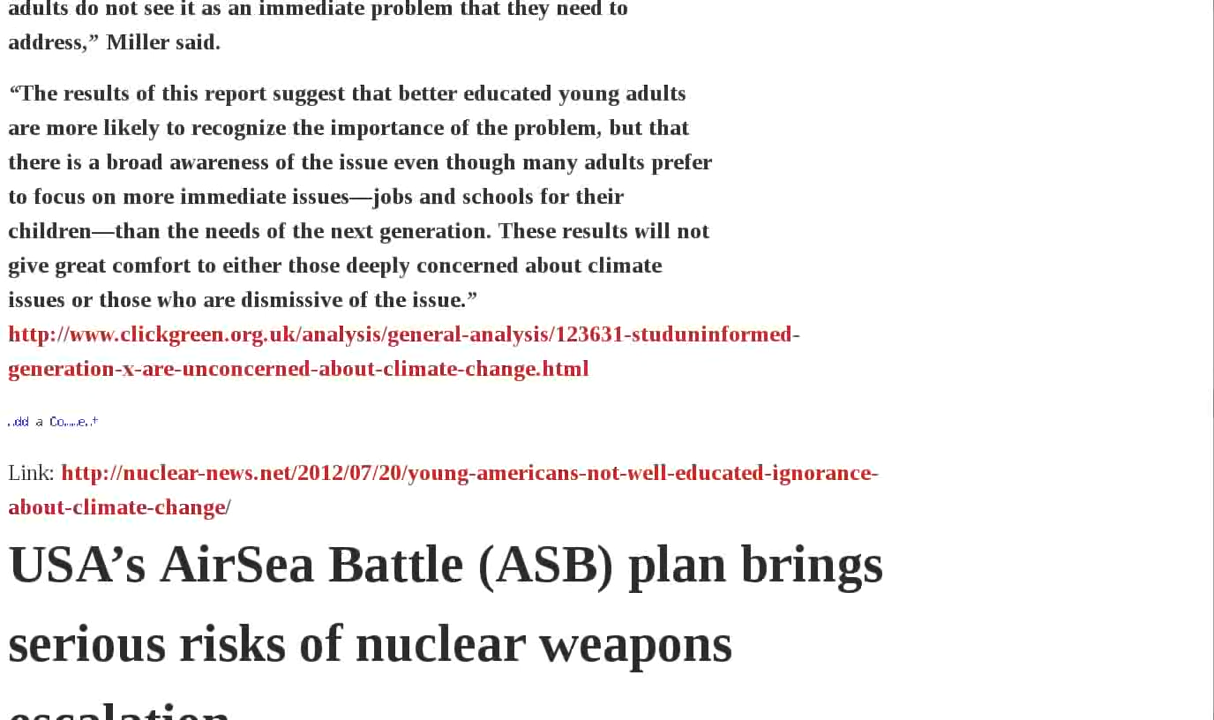 adults do not see it as an immediate problem that they need to
address,” Miller said.
“The results of this report suggest that better educated young adults
are more likely to recognize the importance of the problem, but that
there is a broad awareness of the issue even though many adults prefer
to focus on more immediate issues—jobs and schools for their
children—than the needs of the next generation. These results will not
give great comfort to either those deeply concerned about climate
issues or those who are dismissive of the issue.”
http://www.clickgreen.org.uk/analysis/general-analysis/123631-studuninformed-
generation-x-are-unconcerned-about-climate-change.html
a
Link: http://nuclear-news.net/2012/07/20/young-americans-not-well-educated-ignorance-
about-climate-change/
USA’s AirSea Battle (ASB) plan brings
serious risks of nuclear weapons
escalation